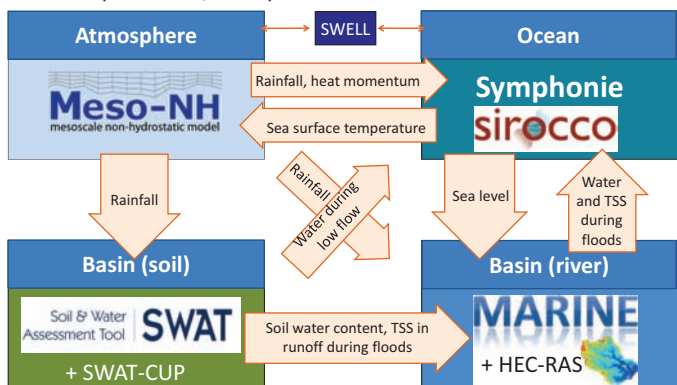 Atmosphere
SWELL
Ocean
Meso-NH
mesoscale non-hydrostatic model
Rainfall, heat momentum
Sea surface temperature
Symphonie
sirocco
Rainfall
Rainfall
Water during
low flow
Sea level
Water
and TSS
during
floods
Basin (soil)
Basin (river)
Soil & Water
Assessment Tool
SWAT
+ SWAT-CUP
Soil water content, TSS in
runoff during floods
MARINE
+ HEC-RAS